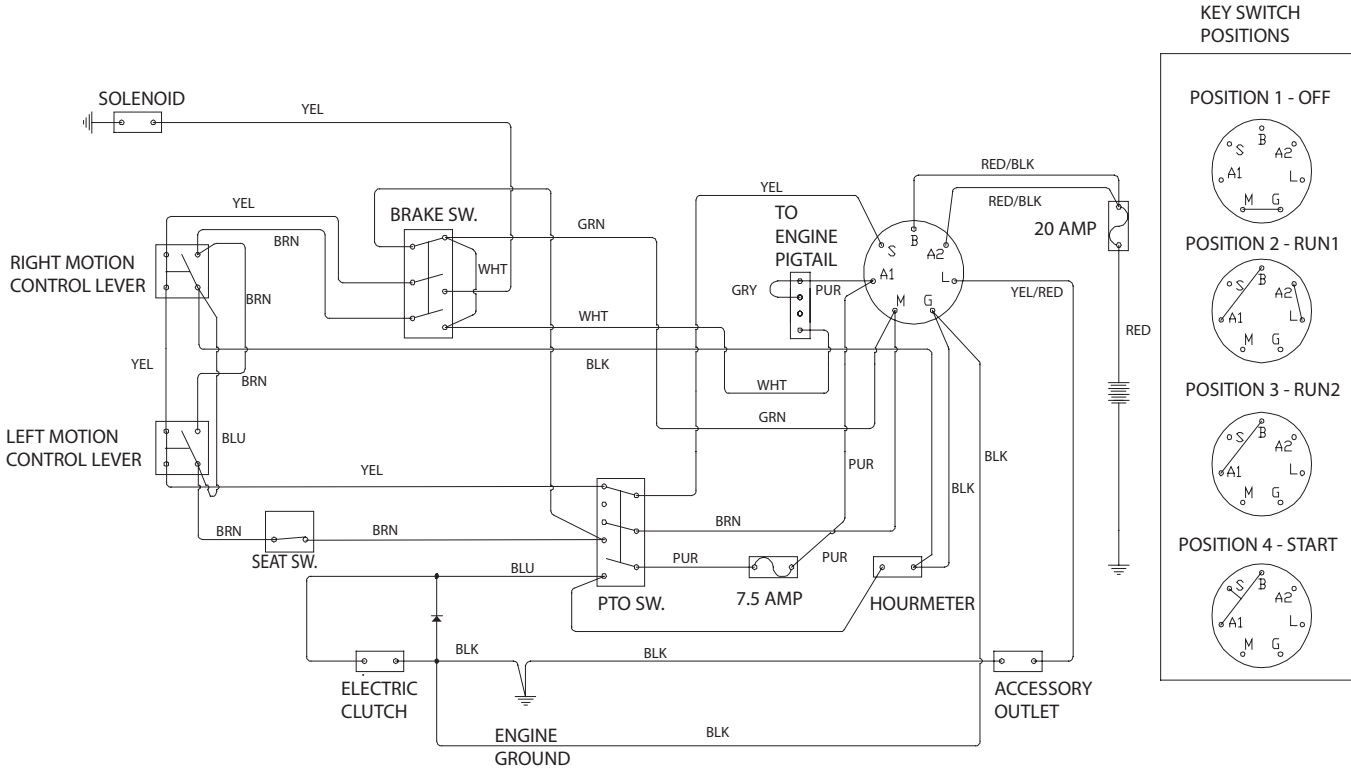 KEY SWITCH
POSITIONS
POSITION 1 - OFF
B
S
A2
A1
L
M
G
POSITION 2 - RUN1
B
S
A2
A1
L
M
G
POSITION 3 - RUN2
B
S
A2
A1
L
M
G
POSITION 4 - START
B
S
A2
A1
L
M
G
SOLENOID
YEL
RED/BLK
YEL
RED/BLK
YEL
BRAKE SW.
GRN
TO
ENGINE
PIGTAIL
20 AMP
BRN
B
S
A2
RIGHT MOTION
CONTROL LEVER
WHT
A1
L
GRY
PUR
YEL/RED
BRN
M
G
WHT
RED
YEL
BLK
BRN
WHT
GRN
LEFT MOTION
CONTROL LEVER
BLU
BLK
YEL
PUR
BLK
BRN
BRN
BRN
SEAT SW.
PUR
PUR
BLU
PTO SW.
7.5 AMP
HOURMETER
BLK
BLK
ELECTRIC
CLUTCH
ACCESSORY
OUTLET
ENGINE
GROUND
BLK